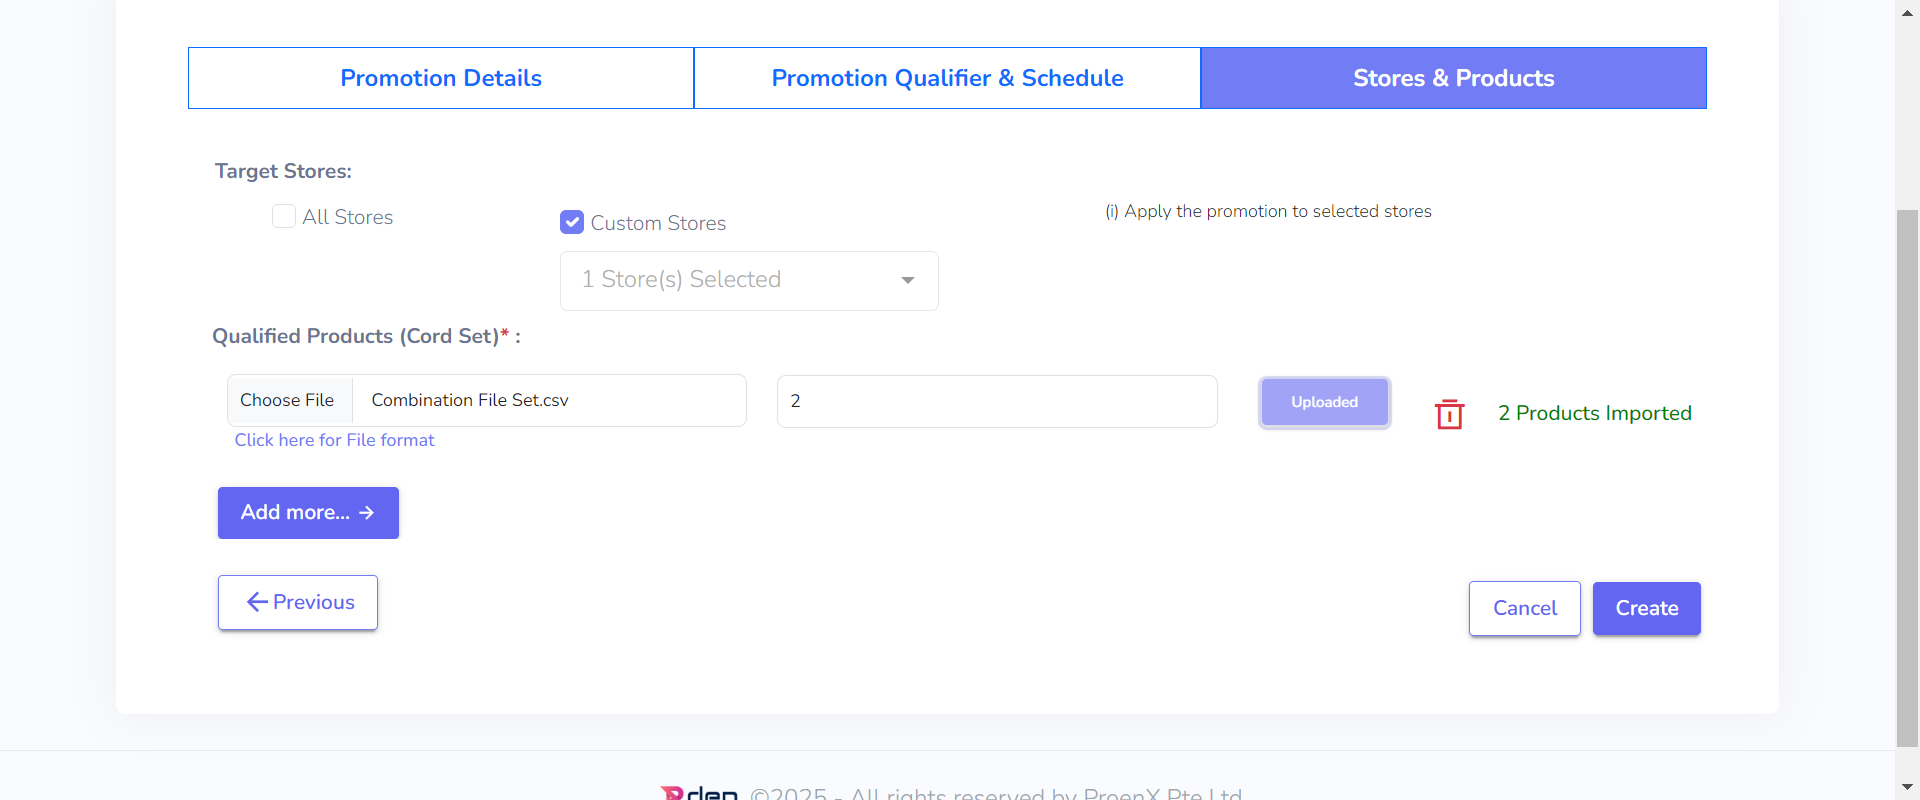 Promotion Details
Promotion Qualifier & Schedule
Stores & Products
Target Stores:
All Stores
Custom Stores
(i) Apply the promotion to selected stores
1 Store(s) Selected
Qualified Products (Cord Set)* :
Choose File
Combination File Set.csv
2
Uploaded
2 Products Imported
Click here for File format
Add more...
Previous
Cancel
Create
©2025 - All rights reserved by ProenX Pte Ltd